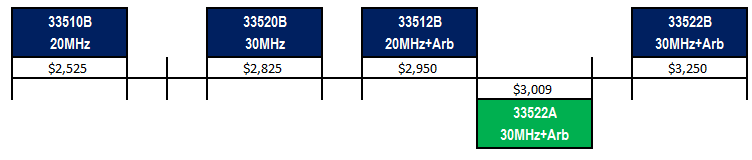 33510B
20MHz
$2,525
33520B
30MHz
$2,825
33512B
20MHz+Arb
$2,950
$3,009
33522A
30MHz+Arb
33522B
30MHz+Arb
$3,250